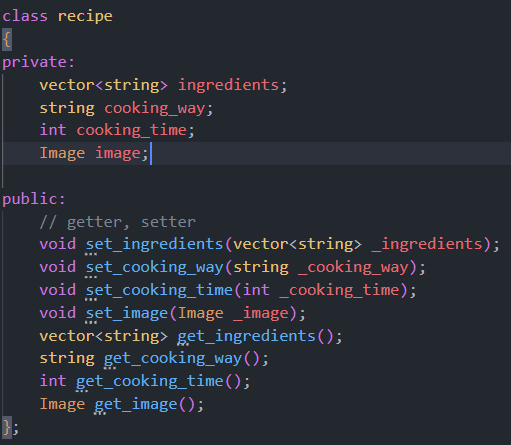 class recipe
{
private:
    vector<string> ingredients;
    string cooking_way;
    int cooking_time;
    Image image;

public:
    // getter, setter
    void set_ingredients(vector<string> _ingredients);
    void set_cooking_way(string _cooking_way);
    void set_cooking_time(int _cooking_time);
    void set_image(Image _image);
    vector<string> get_ingredients();
    string get_cooking_way();
    int get_cooking_time();
    Image get_image();
};